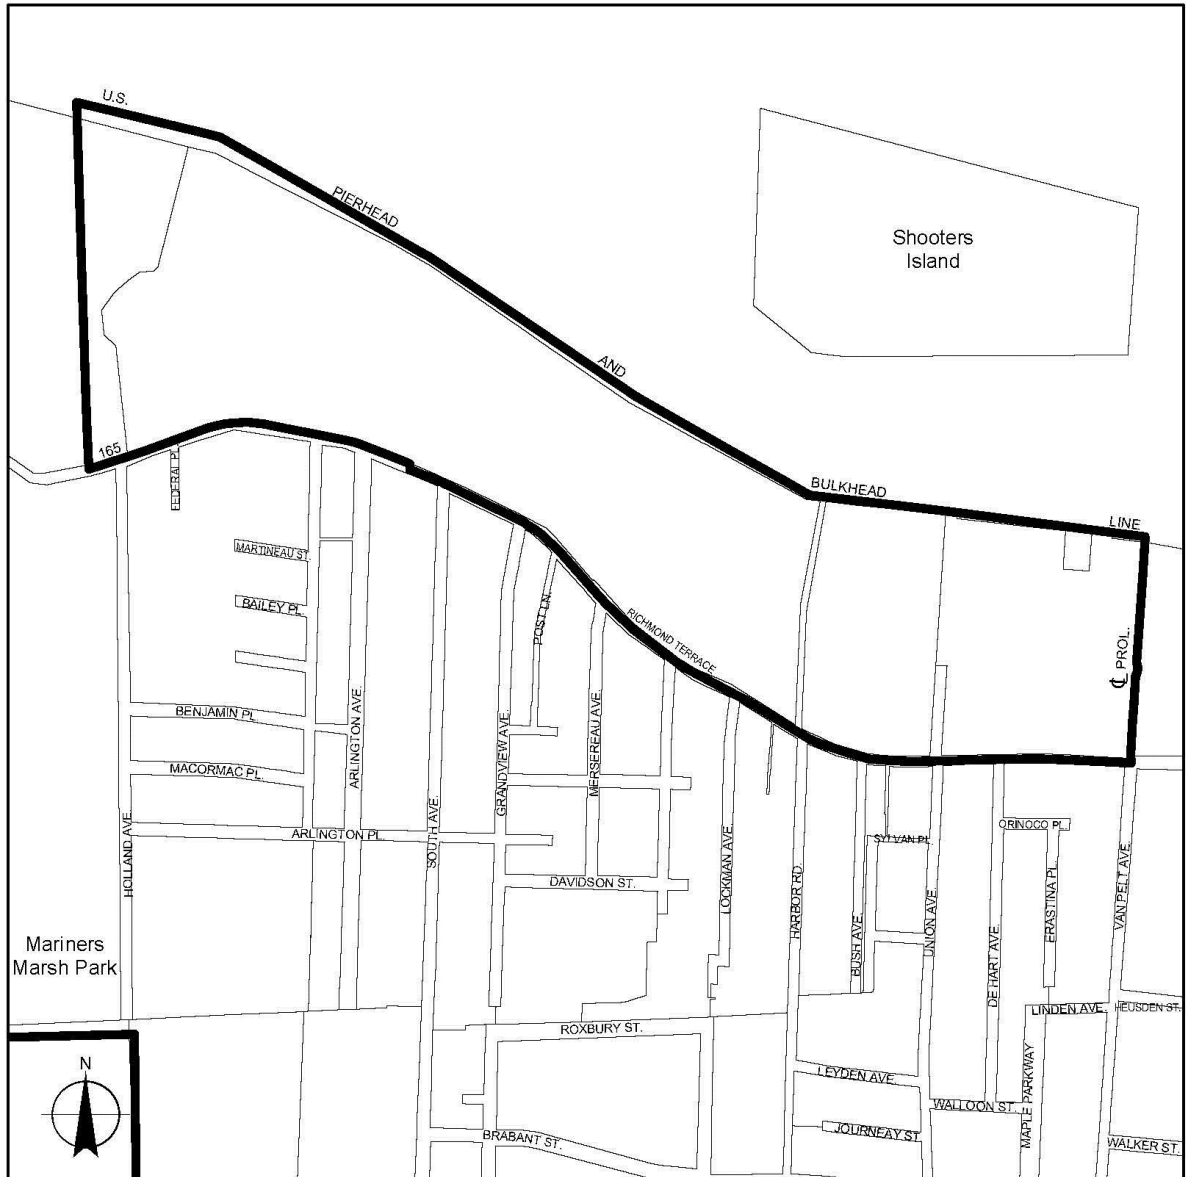 U.S.
PIERHEAD
AND
BULKHEAD
LINE
Shooters
Island
165
FEDERAL PL.
MARTINEAU ST.
BAILEY PL.
BENJAMIN PL.
MACORMAC PL.
ARLINGTON PL.
HOLLAND AVE.
ARLINGTON AVE.
SOUTH AVE.
GRANDVIEW AVE.
POST LN.
MERSEREAU AVE.
RICHMOND TERRACE
℄ PROL.
DAVIDSON ST.
LOCKMAN AVE.
HARBOR RD.
BUSH AVE.
SYLVAN PL.
UNION AVE.
DE HART AVE.
ORINOCO PL.
ERASTINA PL.
VAN PELT AVE.
Mariners
Marsh Park
LINDEN AVE.
HEUSDEN ST.
ROXBURY ST.
LEYDEN AVE.
WALLOON ST.
MAPLE PARKWAY
JOURNEAY ST
BRABANT ST.
WALKER ST.
N